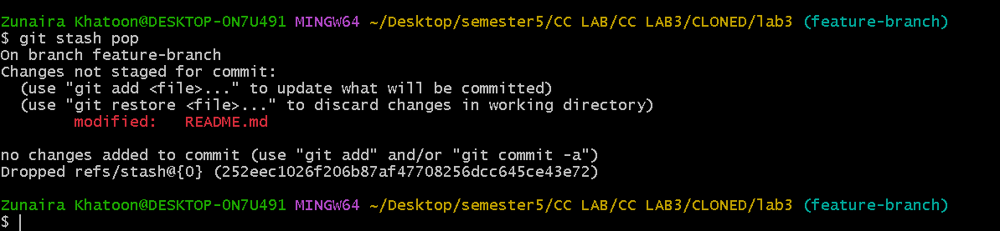 Zunaira Khatoon@DESKTOP-ON7U491 MINGW64 ~/Desktop/semester5/CC LAB/CC LAB3/CLONED/lab3 (feature-branch)
$ git stash pop
On branch feature-branch
Changes not staged for commit:
  (use "git add <file>..." to update what will be committed)
  (use "git restore <file>..." to discard changes in working directory)
        modified:   README.md

no changes added to commit (use "git add" and/or "git commit -a")
Dropped refs/stash@{0} (252eec1026f206b87af47708256dcc645ce43e72)

Zunaira Khatoon@DESKTOP-ON7U491 MINGW64 ~/Desktop/semester5/CC LAB/CC LAB3/CLONED/lab3 (feature-branch)
$